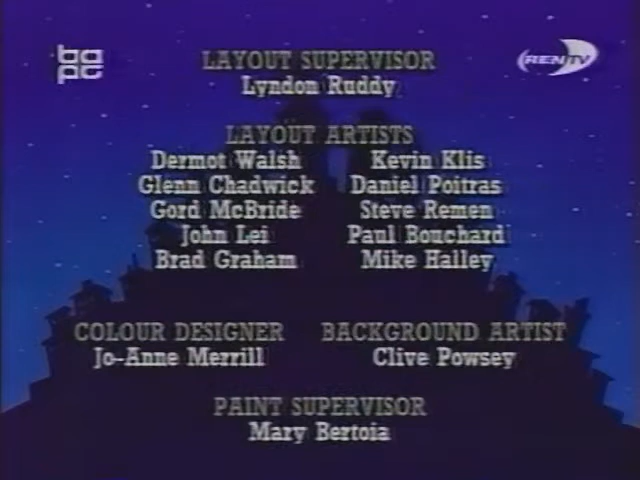 барс
REN TV
LAYOUT SUPERVISOR
Lyndon Ruddy
LAYOUT ARTISTS
Dermot Walsh Kevin Klis
Glenn Chadwick Daniel Poitras
Gord McBride Steve Remen
John Lei Paul Bouchard
Brad Graham Mike Halley
COLOUR DESIGNER BACKGROUND ARTIST
Jo-Anne Merrill Clive Powsey
PAINT SUPERVISOR
Mary Bertoia